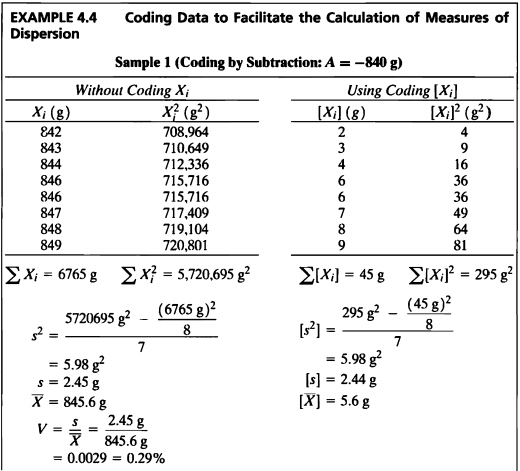 EXAMPLE 4.4 Coding Data to Facilitate the Calculation of Measures of
Dispersion
Sample 1 (Coding by Subtraction: A = −840 g)
Without Coding Xᵢ Using Coding [Xᵢ]
Xᵢ (g) Xᵢ² (g²) [Xᵢ] (g) [Xᵢ]² (g²)
842 708,964 2 4
843 710,649 3 9
844 712,336 4 16
846 715,716 6 36
846 715,716 6 36
847 717,409 7 49
848 719,104 8 64
849 720,801 9 81
∑ Xᵢ = 6765 g ∑ Xᵢ² = 5,720,695 g² ∑[Xᵢ] = 45 g ∑[Xᵢ]² = 295 g²
s² = (5720695 g² − (6765 g)²/8)/7 [s²] = (295 g² − (45 g)²/8)/7
= 5.98 g² = 5.98 g²
s = 2.45 g [s] = 2.44 g
X̅ = 845.6 g [X̅] = 5.6 g
V = s/X̅ = 2.45 g/845.6 g
= 0.0029 = 0.29%